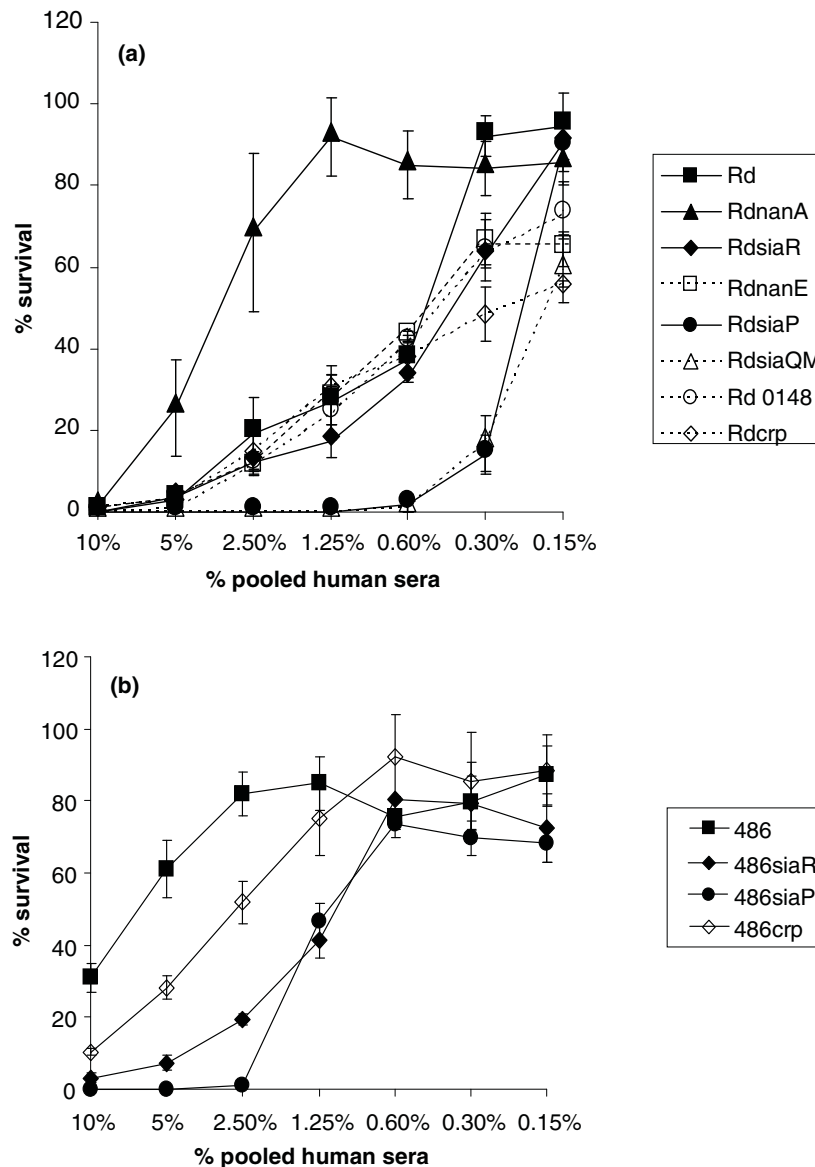 (a)
120
100
80
60
40
20
0
% survival
10% 5% 2.50% 1.25% 0.60% 0.30% 0.15%
% pooled human sera
Rd
RdnanA
RdsiaR
RdnanE
RdsiaP
RdsiaQM
Rd 0148
Rdcrp
(b)
120
100
80
60
40
20
0
% survival
10% 5% 2.50% 1.25% 0.60% 0.30% 0.15%
% pooled human sera
486
486siaR
486siaP
486crp